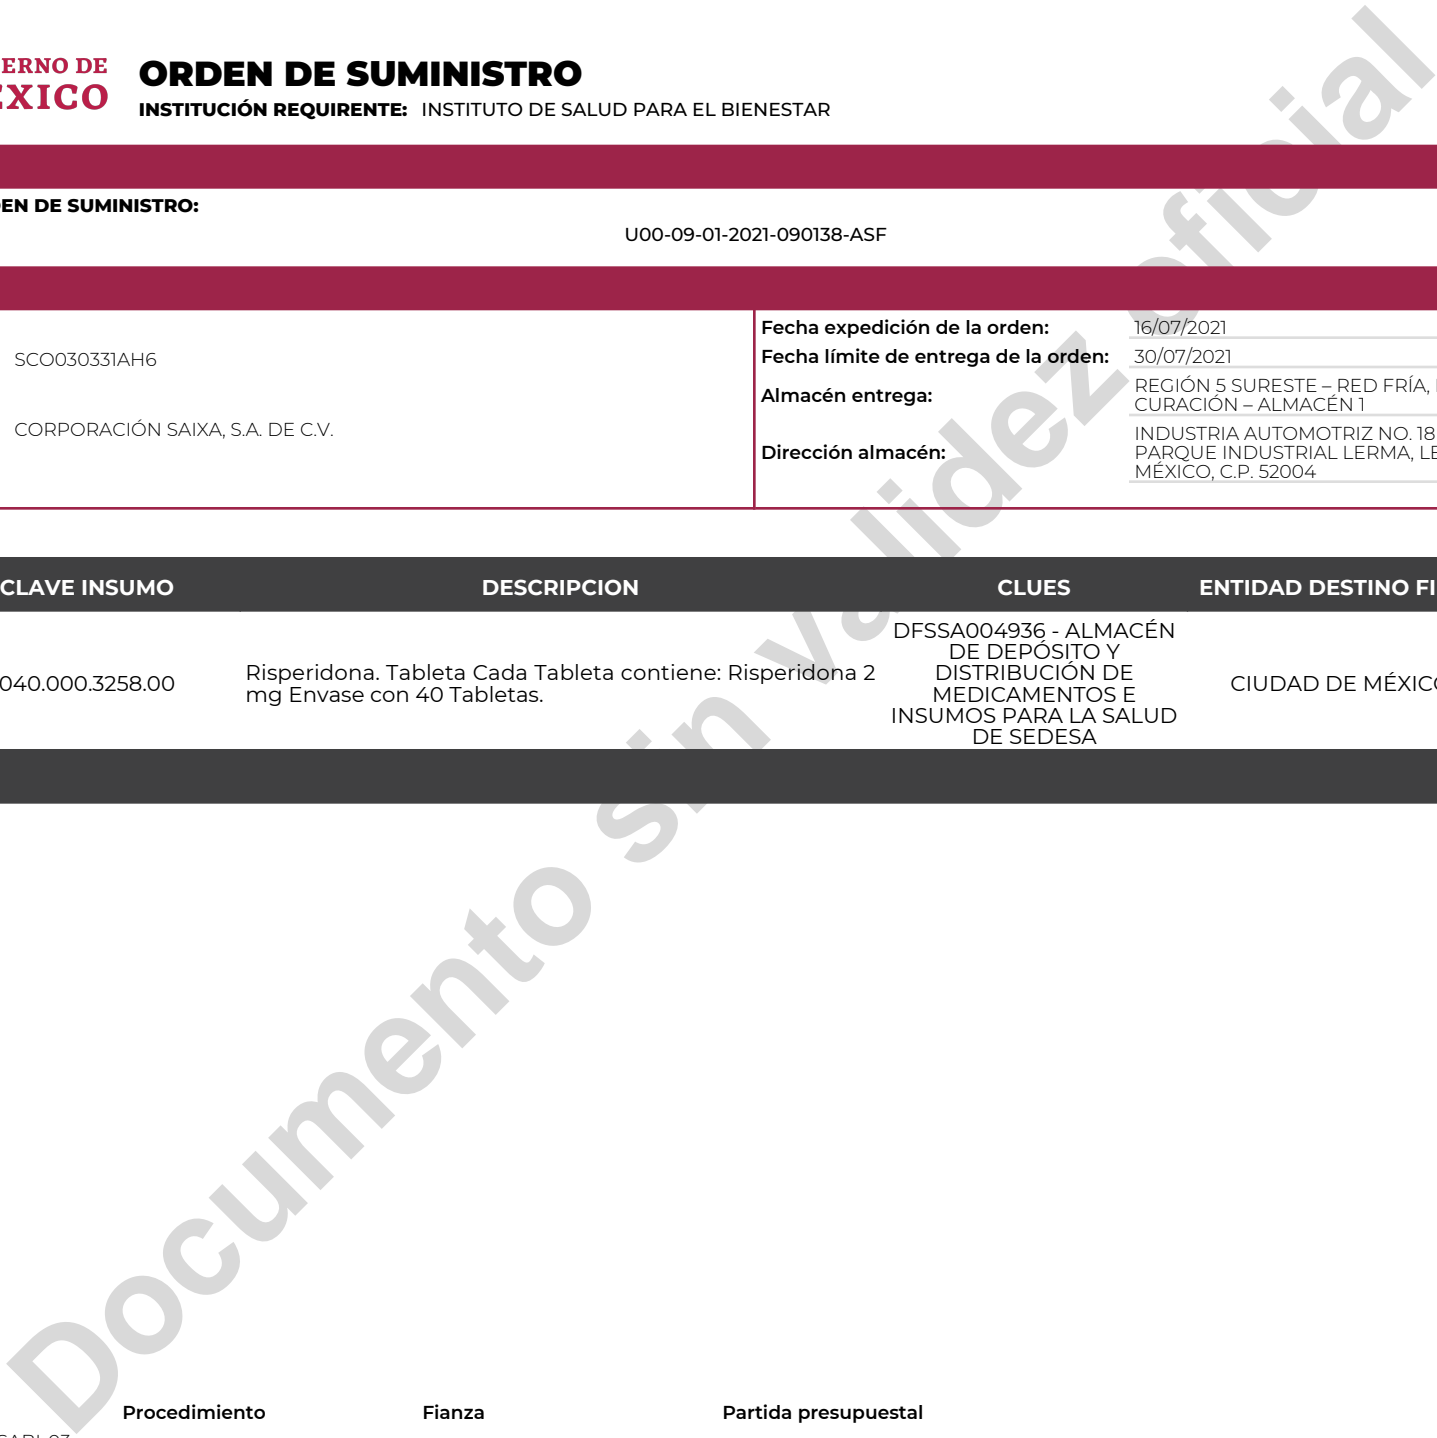 ERNO DE
ORDEN DE SUMINISTRO
EXICO
INSTITUCIÓN REQUIRENTE: INSTITUTO DE SALUD PARA EL BIENESTAR
EN DE SUMINISTRO:
U00-09-01-2021-090138-ASF
SCO030331AH6
CORPORACIÓN SAIXA, S.A. DE C.V.
Fecha expedición de la orden: 16/07/2021
Fecha límite de entrega de la orden: 30/07/2021
Almacén entrega:
REGIÓN 5 SURESTE – RED FRÍA,
CURACIÓN – ALMACÉN 1
Dirección almacén:
INDUSTRIA AUTOMOTRIZ NO. 18
PARQUE INDUSTRIAL LERMA, LE
MÉXICO, C.P. 52004
CLAVE INSUMO DESCRIPCION CLUES ENTIDAD DESTINO FI
040.000.3258.00
Risperidona. Tableta Cada Tableta contiene: Risperidona 2
mg Envase con 40 Tabletas.
DFSSA004936 - ALMACÉN
DE DEPÓSITO Y
DISTRIBUCIÓN DE
MEDICAMENTOS E
INSUMOS PARA LA SALUD
DE SEDESA
CIUDAD DE MÉXICO
Documento sin validez oficial
Procedimiento Fianza Partida presupuestal